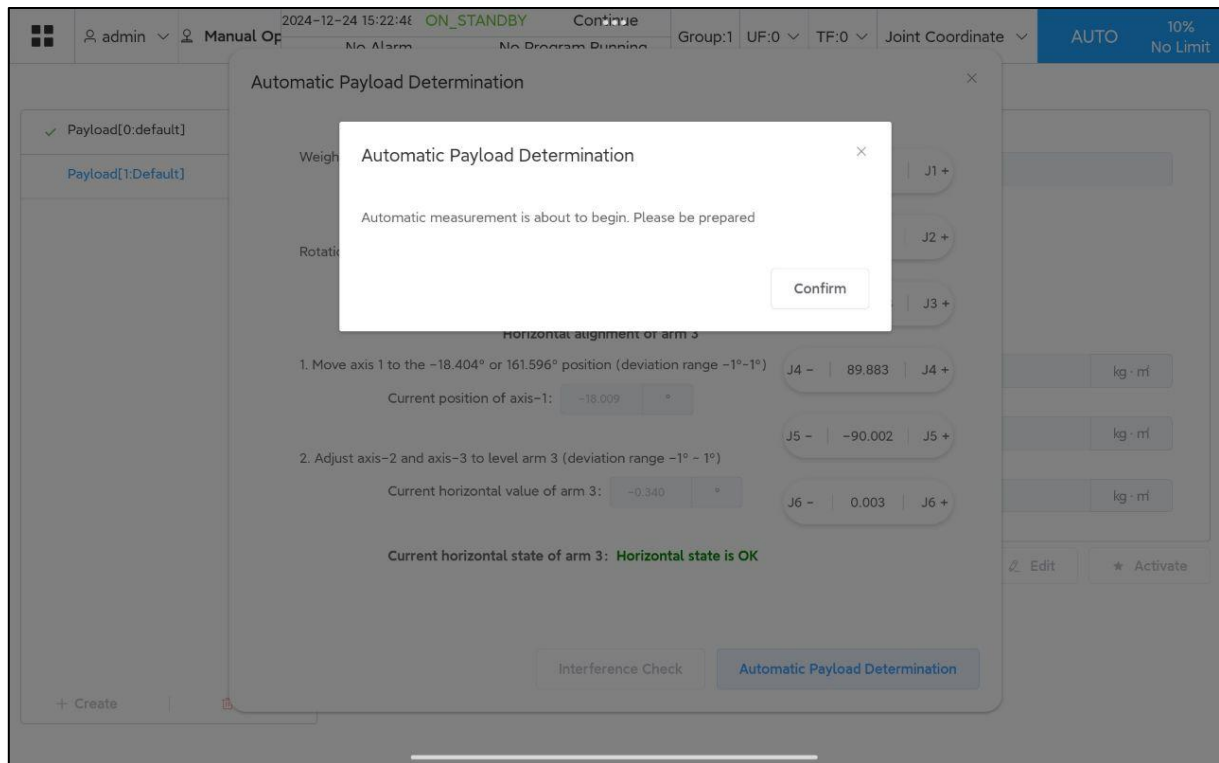 2024-12-24 15:22:48 ON_STANDBY Continue
admin Manual Op Group:1 UF:0 TF:0 Joint Coordinate AUTO 10%
No Limit
No Alarm No Program Running
Automatic Payload Determination
Payload[0:default]
Payload[1:Default]
Weigh
Automatic Payload Determination
J1 +
Automatic measurement is about to begin. Please be prepared
J2 +
Rotatio
Confirm
J3 +
Horizontal alignment of arm 3
1. Move axis 1 to the -18.404° or 161.596° position (deviation range -1°-1°)
J4 - 89.883 J4 +
kg · ㎡
Current position of axis-1: -18.009 °
J5 - -90.002 J5 +
kg · ㎡
2. Adjust axis-2 and axis-3 to level arm 3 (deviation range -1° - 1°)
Current horizontal value of arm 3: -0.340 °
J6 - 0.003 J6 +
kg · ㎡
Current horizontal state of arm 3: Horizontal state is OK
Edit Activate
Interference Check Automatic Payload Determination
+ Create